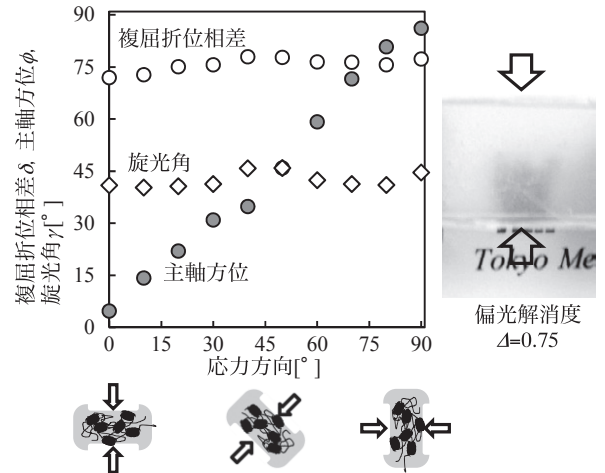 複屈折位相差δ, 主軸方位φ,
旋光角γ[°]
90
75
60
45
30
15
0
複屈折位相差
旋光角
主軸方位
0 15 30 45 60 75 90
応力方向[°]
Tokyo Me
偏光解消度
Δ=0.75